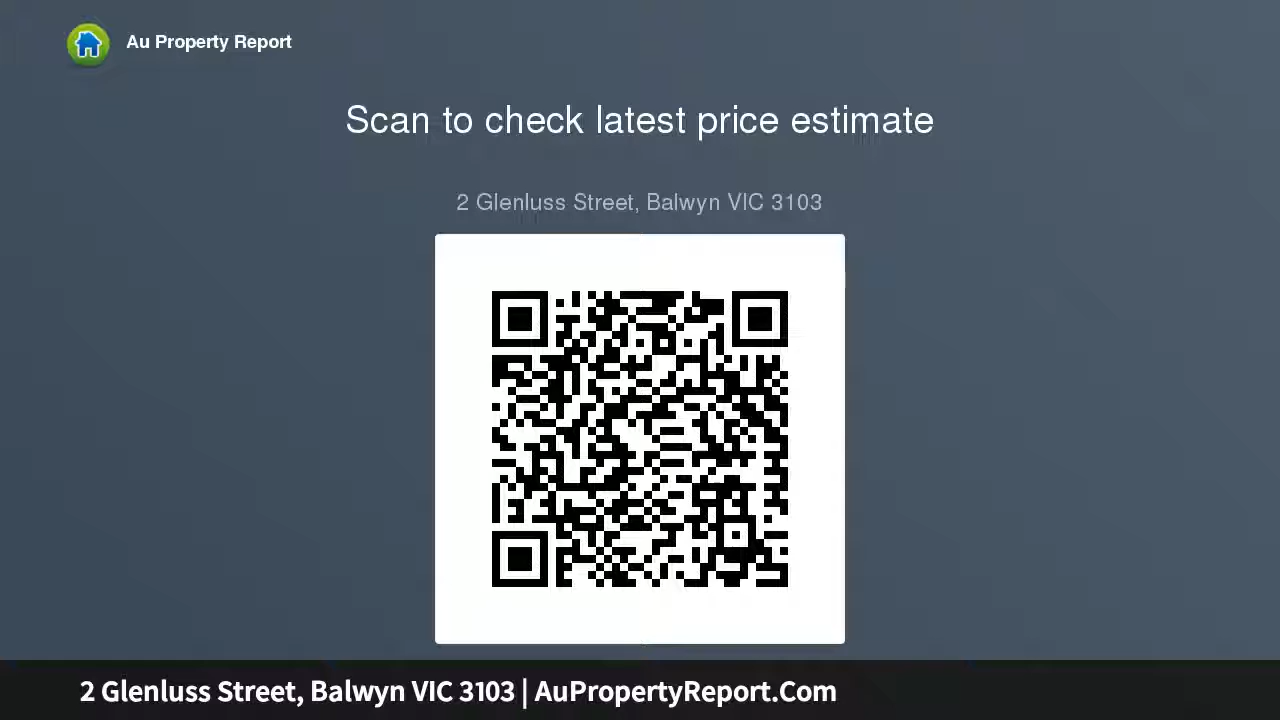 Au Property Report
Scan to check latest price estimate
2 Glenluss Street, Balwyn VIC 3103
2 Glenluss Street, Balwyn VIC 3103 | AuPropertyReport.Com